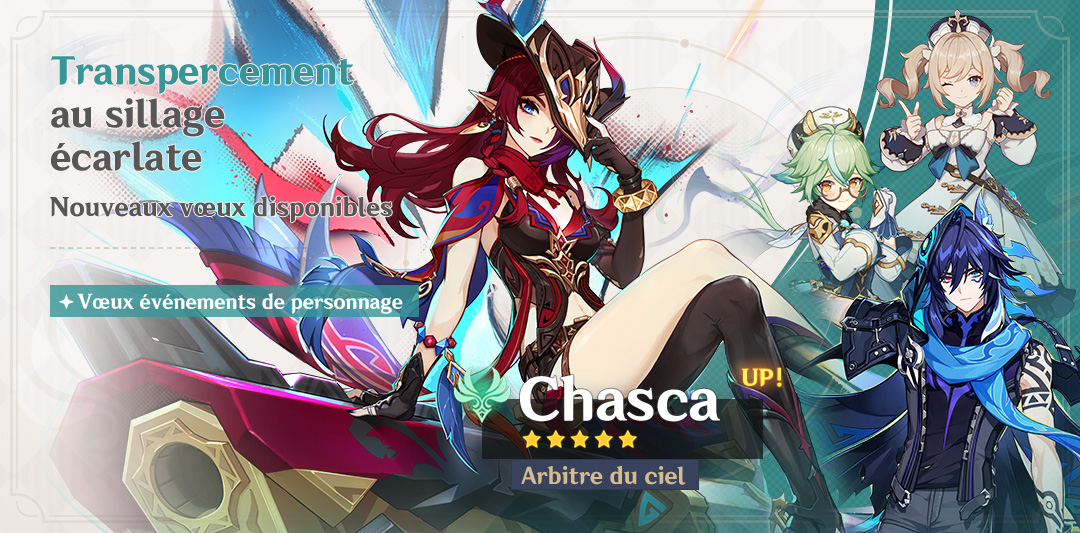 Transpercement
au sillage
écarlate
Nouveaux vœux disponibles
Vœux événements de personnage
UP!
Chasca
Arbitre du ciel